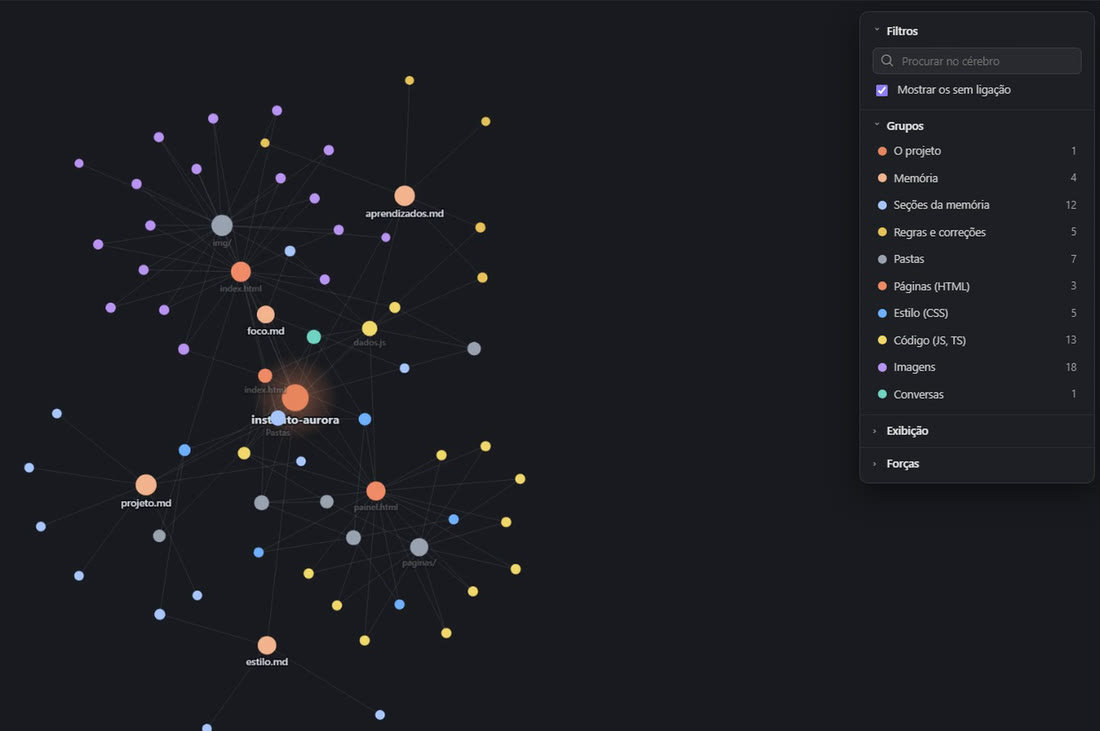 aprendizados.md
img/
index.html
foco.md
dados.js
index.html
instituto-aurora
Pastas
projeto.md
painel.html
paginas/
estilo.md
Filtros
Procurar no cérebro
Mostrar os sem ligação
Grupos
O projeto 1
Memória 4
Seções da memória 12
Regras e correções 5
Pastas 7
Páginas (HTML) 3
Estilo (CSS) 5
Código (JS, TS) 13
Imagens 18
Conversas 1
Exibição
Forças